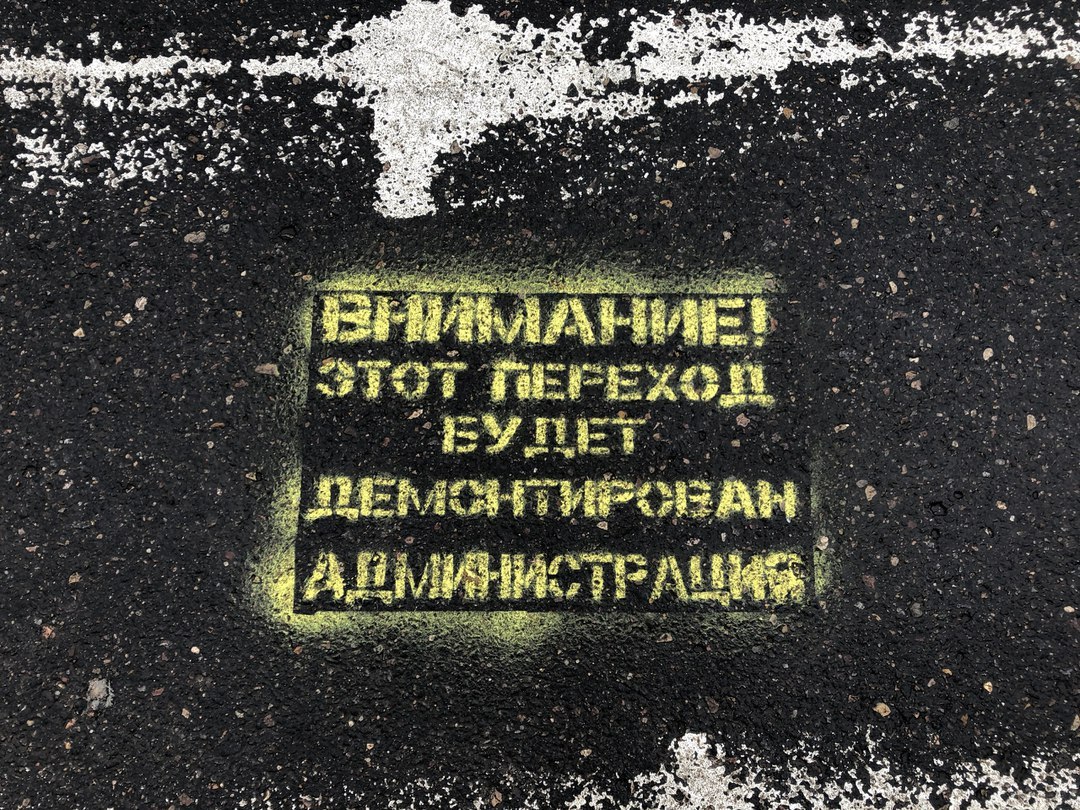 ВНИМАНИЕ!
ЭТОТ ПЕРЕХОД
БУДЕТ
ДЕМОНТИРОВАН
АДМИНИСТРАЦИЯ